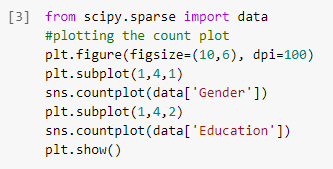 [3] from scipy.sparse import data
#plotting the count plot
plt.figure(figsize=(10,6), dpi=100)
plt.subplot(1,4,1)
sns.countplot(data['Gender'])
plt.subplot(1,4,2)
sns.countplot(data['Education'])
plt.show()